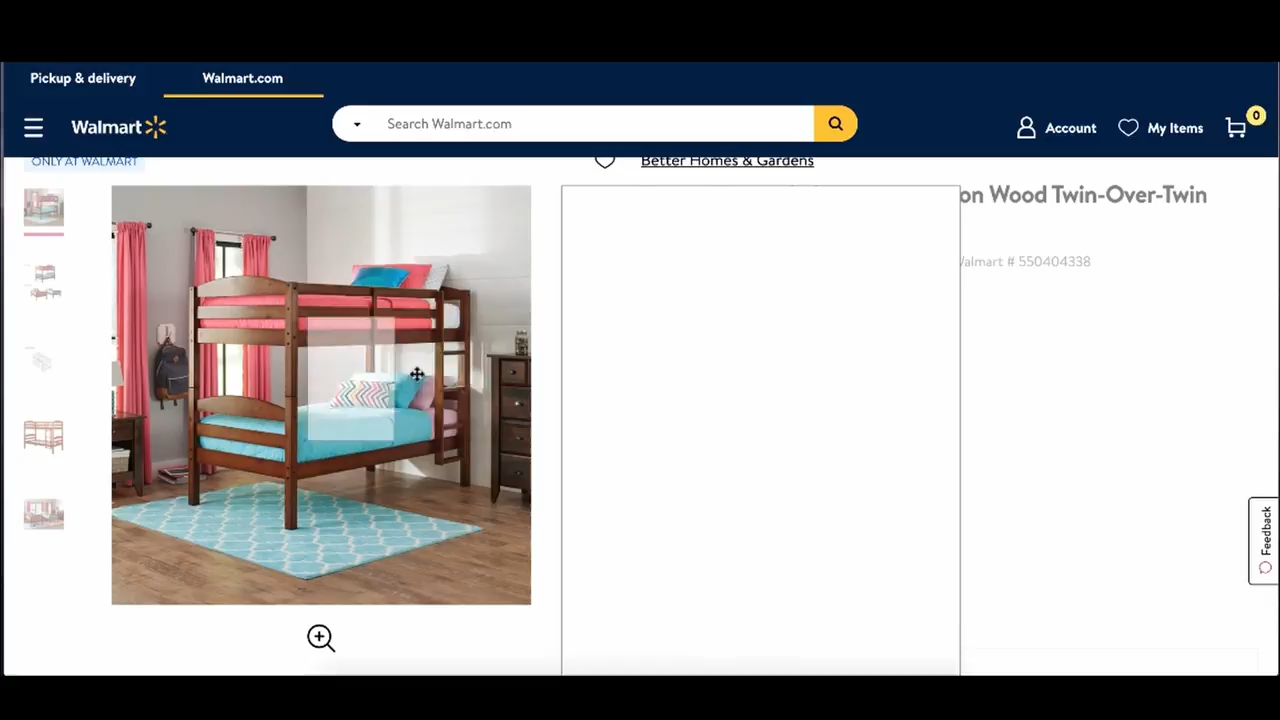 Pickup & delivery
Walmart.com
Walmart
Search Walmart.com
Account
My Items
0
ONLY AT WALMART
Better Homes & Gardens
on Wood Twin-Over-Twin
Walmart # 550404338
Feedback